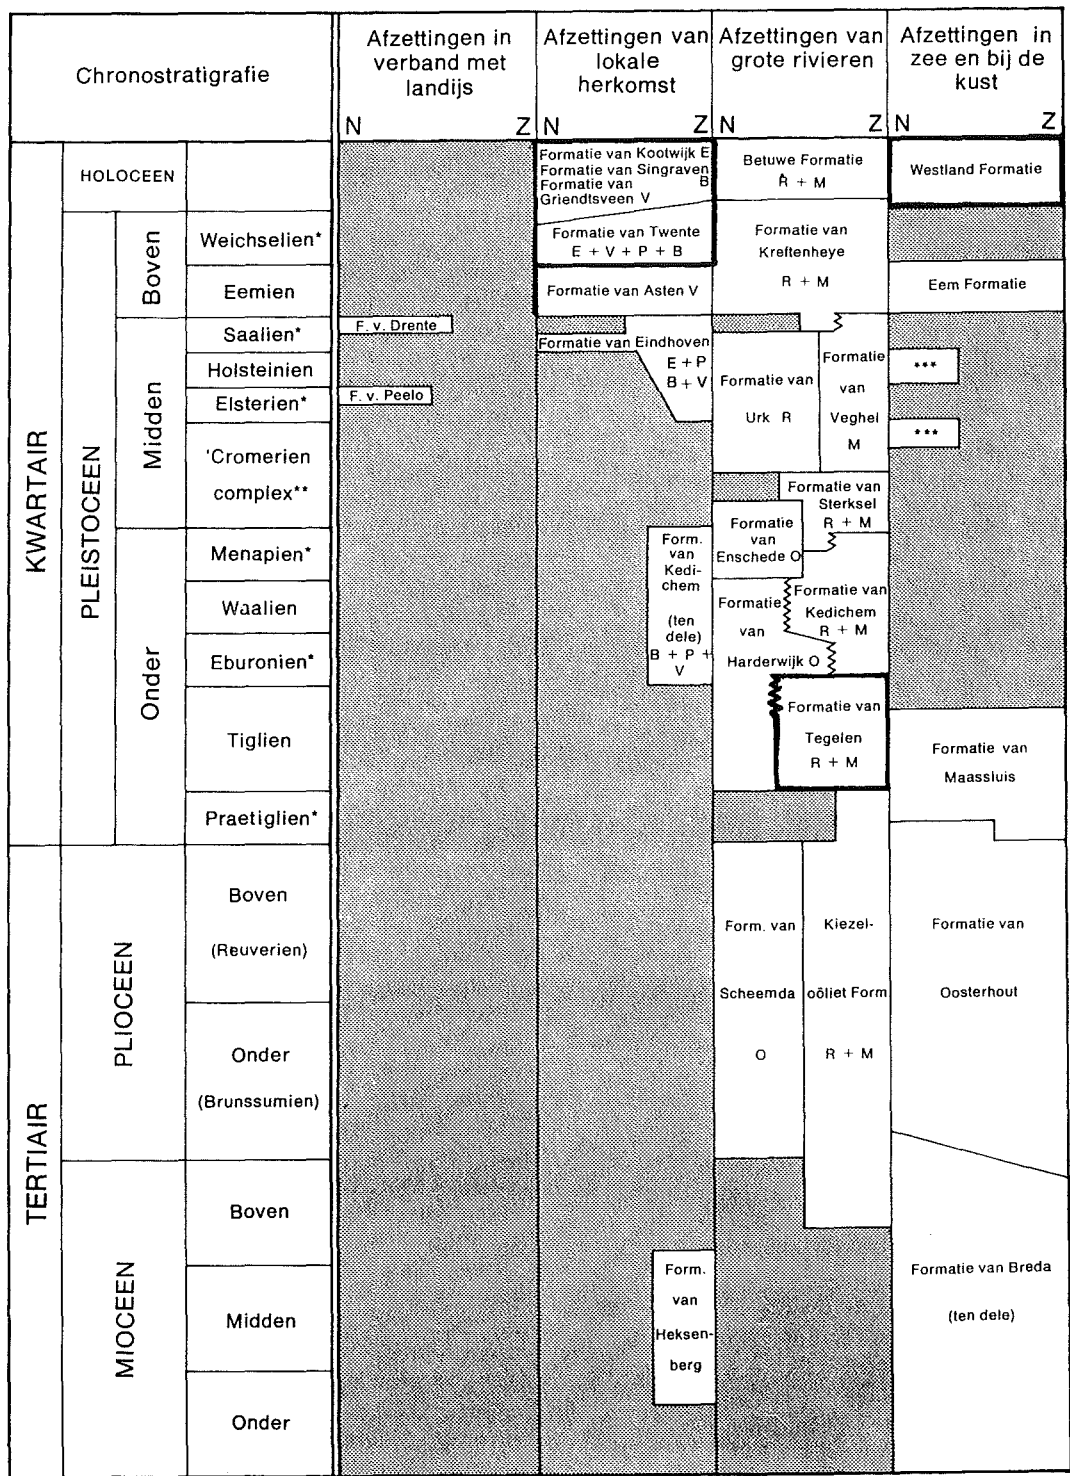 Chronostratigrafie
Afzettingen in
verband met
landijs
N Z
Afzettingen van
lokale
herkomst
N Z
Afzettingen van
grote rivieren
N Z
Afzettingen in
zee en bij de
kust
N Z
KWARTAIR
TERTIAIR
HOLOCEEN
PLEISTOCEEN
PLIOCEEN
MIOCEEN
Boven
Midden
Onder
Weichselien*
Eemien
Saalien*
Holsteinien
Elsterien*
'Cromerien
complex**
Menapien*
Waalien
Eburonien*
Tiglien
Praetiglien*
Boven
(Reuverien)
Onder
(Brunssumien)
Boven
Midden
Onder
F. v. Drente
F. v. Peelo
Formatie van Kootwijk E
Formatie van Singraven
Formatie van B
Griendtsveen V
Formatie van Twente
E + V + P + B
Formatie van Asten V
Formatie van Eindhoven
E + P
B + V
Form.
van
Kedi-
chem
(ten
dele)
B + P +
V
Form.
van
Heksen-
berg
Betuwe Formatie
R + M
Formatie van
Kreftenheye
R + M
Formatie van
Urk R
Formatie
van
Veghel
M
Formatie van
Sterksel
R + M
Formatie
van
Enschede O
Formatie
van
Harderwijk O
Formatie van
Kedichem
R + M
Formatie van
Tegelen
R + M
Form. van
Scheemda
O
Kiezel-
oöliet Form
R + M
Westland Formatie
Eem Formatie
***
***
Formatie van
Maassluis
Formatie van
Oosterhout
Formatie van Breda
(ten dele)